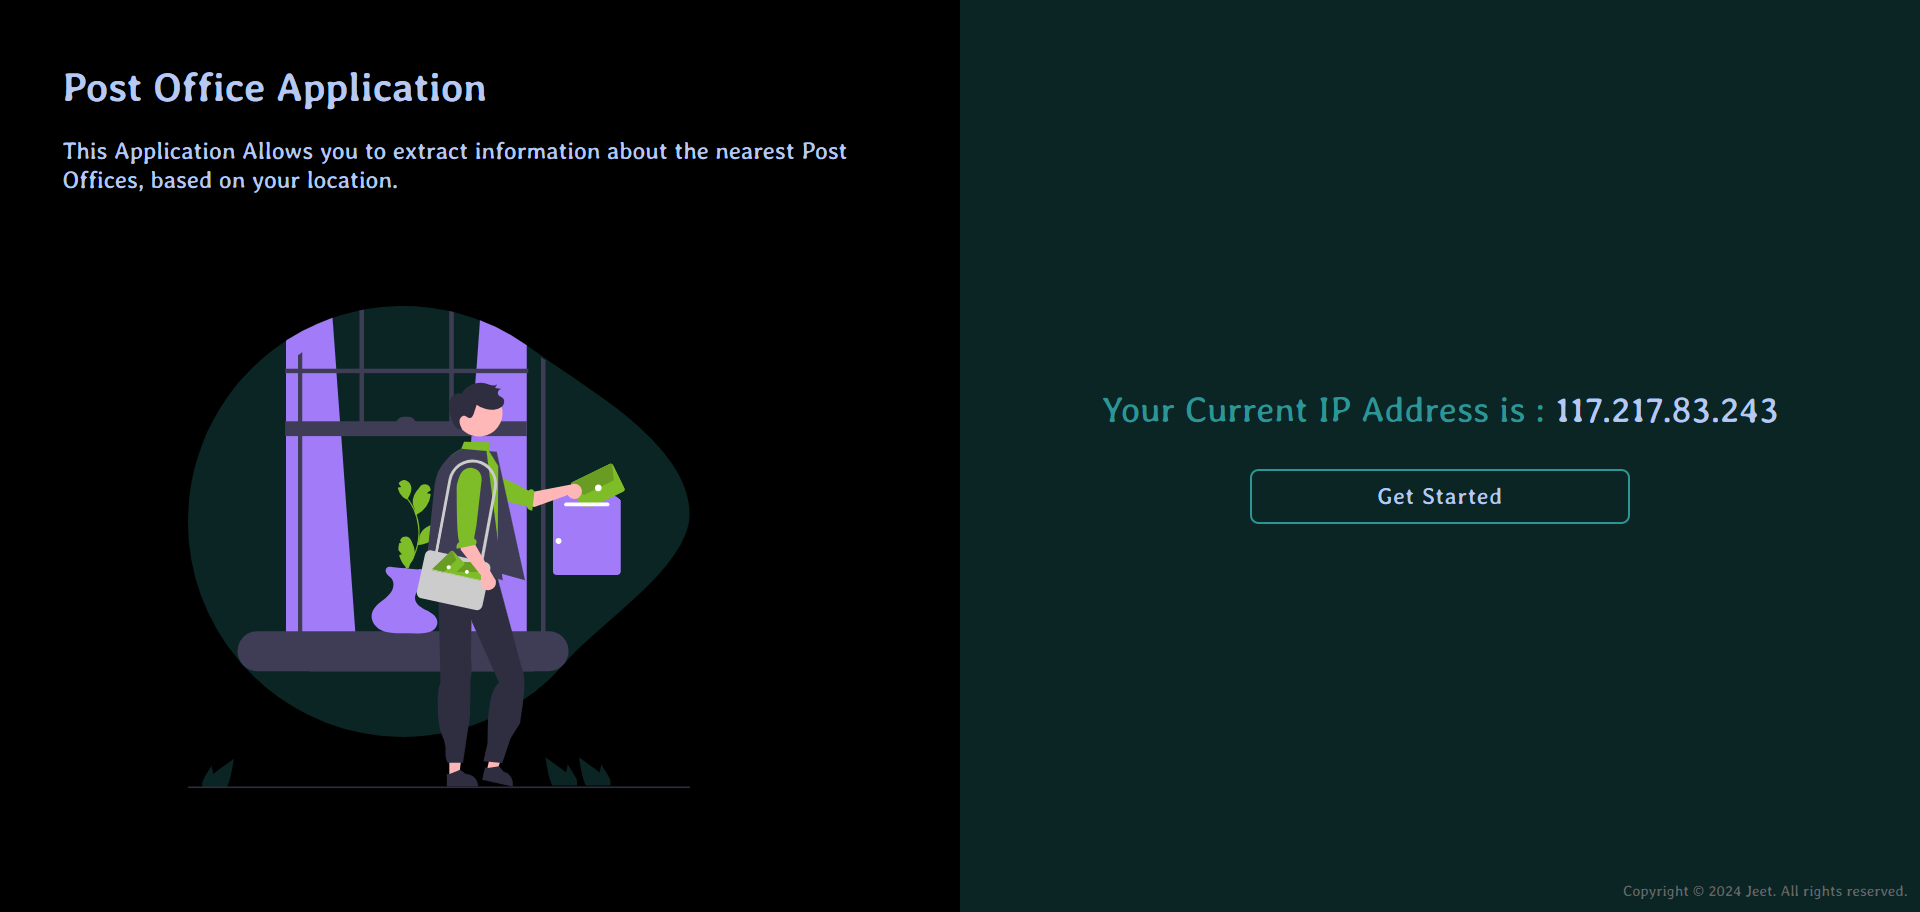 Post Office Application
This Application Allows you to extract information about the nearest Post
Offices, based on your location.
Your Current IP Address is : 117.217.83.243
Get Started
Copyright © 2024 Jeet. All rights reserved.